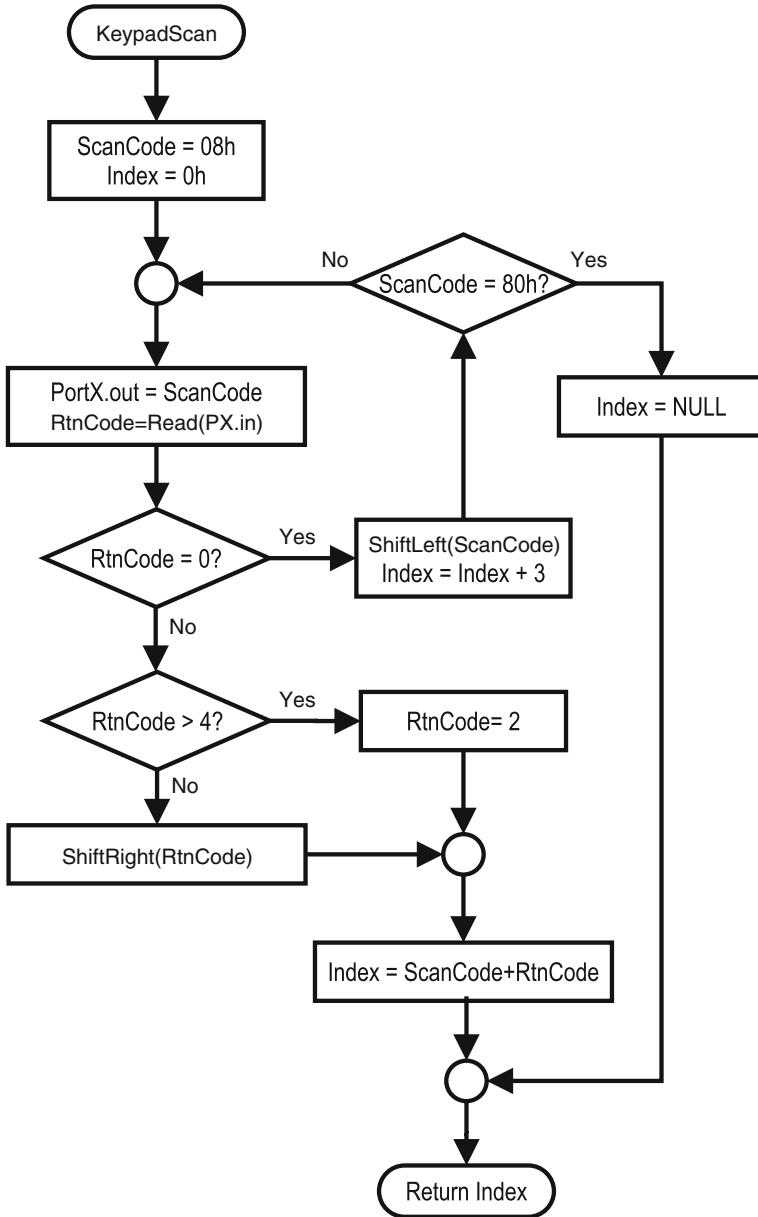 KeypadScan
ScanCode = 08h
Index = 0h
No
ScanCode = 80h?
Yes
PortX.out = ScanCode
RtnCode=Read(PX.in)
Index = NULL
RtnCode = 0?
Yes
ShiftLeft(ScanCode)
Index = Index + 3
No
RtnCode > 4?
Yes
RtnCode= 2
No
ShiftRight(RtnCode)
Index = ScanCode+RtnCode
Return Index